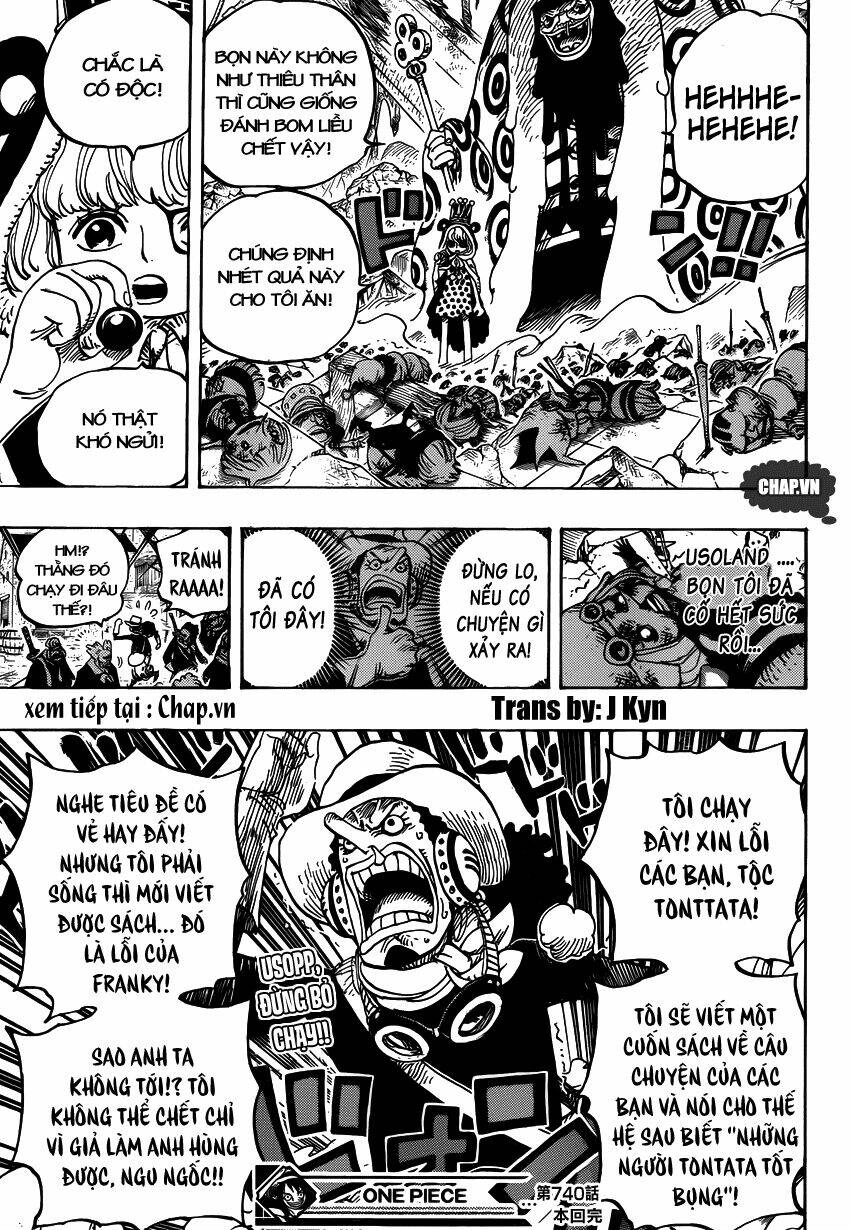 HEHHHE-
HEHEHE!
BỌN NÀY KHÔNG
NHƯ THIÊU THÂN
THÌ CŨNG GIỐNG
ĐÁNH BOM LIỀU
CHẾT VẬY!
CHÚNG ĐỊNH
NHÉT QUẢ NÀY
CHO TÔI ĂN!
CHẮC LÀ
CÓ ĐỘC!
NÓ THẬT
KHÓ NGỬI!
CHAP.VN
USOLAND ....
BỌN TÔI ĐÃ
CÓ HẾT SỨC
RỒI...
ĐỪNG LO,
NẾU CÓ
CHUYỆN GÌ
XẢY RA!
ĐÃ CÓ
TÔI ĐÂY!
TRÁNH
RAAAA!
HM!?
THẰNG ĐÓ
CHẠY ĐI ĐÂU
THẾ?!
xem tiếp tại : Chap.vn
Trans by: J Kyn
TÔI CHẠY
ĐÂY! XIN LỖI
CÁC BẠN, TỘC
TONTTATA!
TÔI SẼ VIẾT MỘT
CUỐN SÁCH VỀ CÂU
CHUYỆN CỦA CÁC
BẠN VÀ NÓI CHO THẾ
HỆ SAU BIẾT "NHỮNG
NGƯỜI TONTATA TỐT
BỤNG"!
NGHE TIÊU ĐỀ CÓ
VẺ HAY ĐẤY!
NHƯNG TÔI PHẢI
SỐNG THÌ MỚI VIẾT
ĐƯỢC SÁCH... ĐÓ
LÀ LỖI CỦA
FRANKY!
USOPP,
ĐỪNG BỎ
CHẠY!!
SAO ANH TA
KHÔNG TỚI!? TÔI
KHÔNG THỂ CHẾT CHỈ
VÌ GIẢ LÀM ANH HÙNG
ĐƯỢC, NGU NGỐC!!
ONE PIECE
...第740話
／本回完